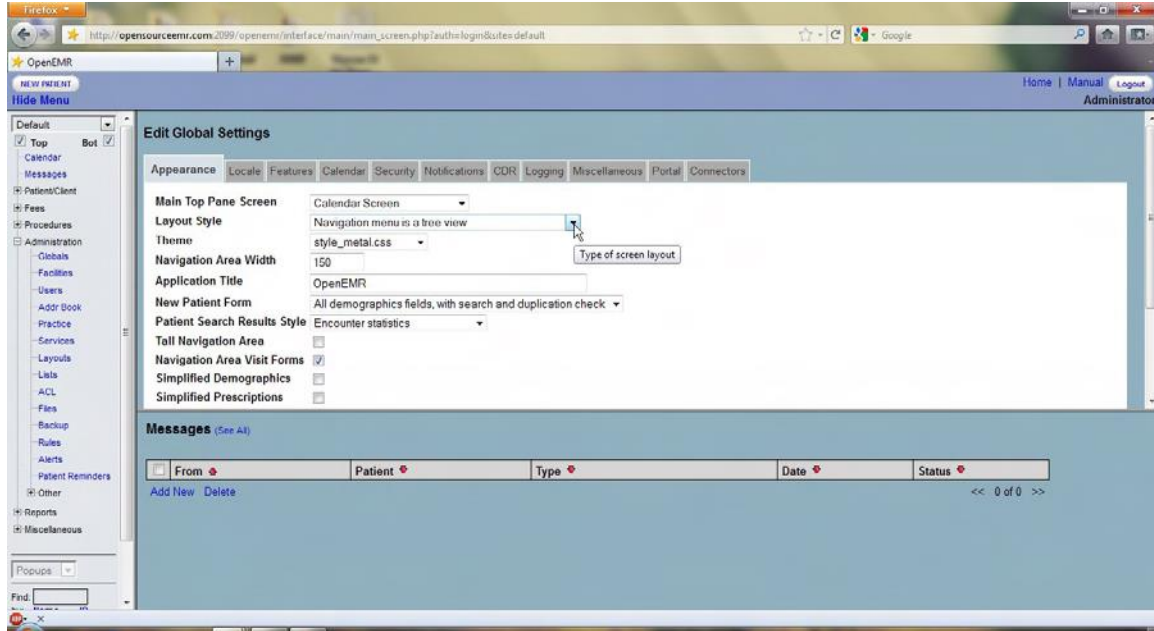 Firefox
http://opensourceemr.com:2099/openemr/interface/main/main_screen.php?auth=login&site=default
Google
OpenEMR
+
NEW PATIENT
Hide Menu
Home | Manual Logout
Administrator
Default
Top Bot
Calendar
Messages
Patient/Client
Fees
Procedures
Administration
Globals
Facilities
Users
Addr Book
Practice
Services
Layouts
Lists
ACL
Files
Backup
Rules
Alerts
Patient Reminders
Other
Reports
Miscellaneous
Popups
Find:
Edit Global Settings
Appearance Locale Features Calendar Security Notifications CDR Logging Miscellaneous Portal Connectors
Main Top Pane Screen Calendar Screen
Layout Style Navigation menu is a tree view
Type of screen layout
Theme style_metal.css
Navigation Area Width 150
Application Title OpenEMR
New Patient Form All demographics fields, with search and duplication check
Patient Search Results Style Encounter statistics
Tall Navigation Area
Navigation Area Visit Forms
Simplified Demographics
Simplified Prescriptions
Messages (See All)
From Patient Type Date Status
Add New Delete << 0 of 0 >>